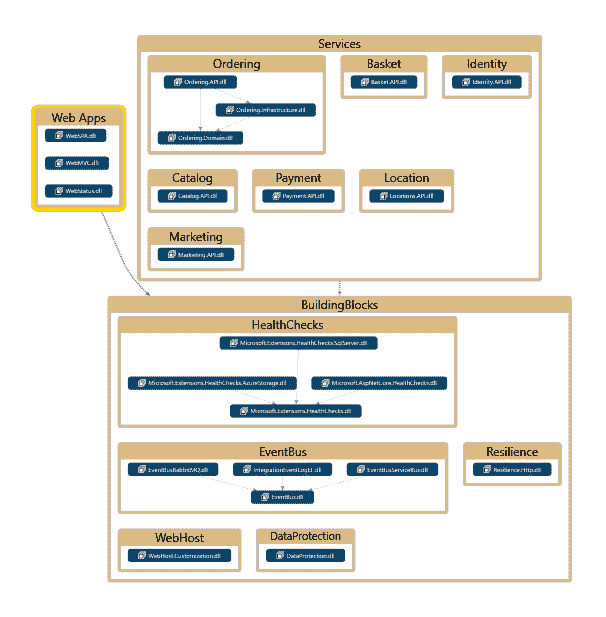 Services
Ordering
Ordering.API.dll
Ordering.Infrastructure.dll
Ordering.Domain.dll
Basket
Basket.API.dll
Identity
Identity.API.dll
Web Apps
WebSPA.dll
WebMVC.dll
WebStatus.dll
Catalog
Catalog.API.dll
Payment
Payment.API.dll
Location
Locations.API.dll
Marketing
Marketing.API.dll
BuildingBlocks
HealthChecks
Microsoft.Extensions.HealthChecks.SqlServer.dll
Microsoft.Extensions.HealthChecks.AzureStorage.dll
Microsoft.AspNetCore.HealthChecks.dll
Microsoft.Extensions.HealthChecks.dll
EventBus
EventBusRabbitMQ.dll
IntegrationEventLogEF.dll
EventBusServiceBus.dll
EventBus.dll
Resilience
Resilience.Http.dll
WebHost
WebHost.Customization.dll
DataProtection
DataProtection.dll